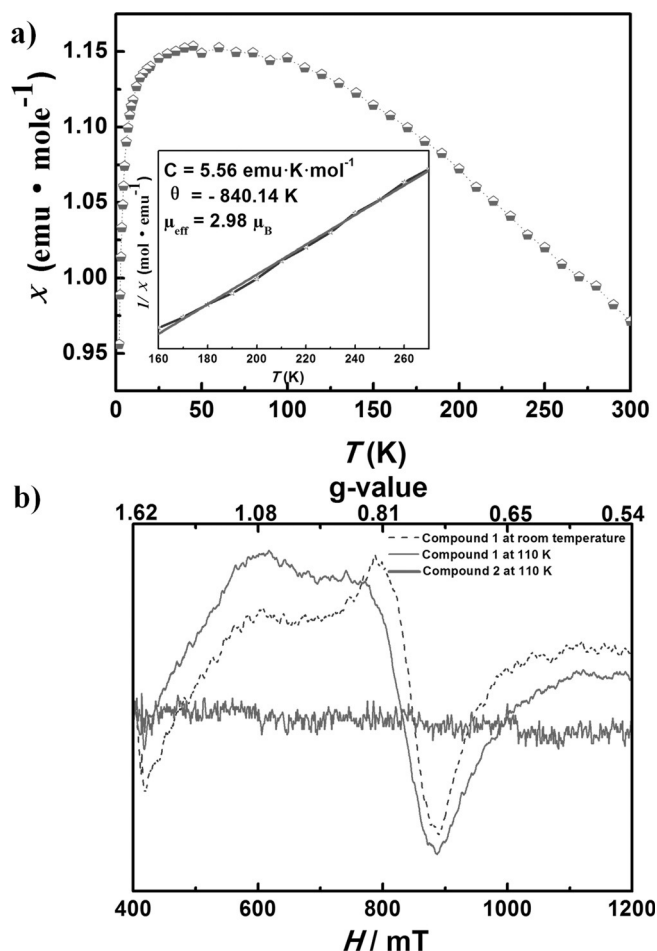 a)
x (emu · mole-1)
1.15
1.10
1.05
1.00
0.95
C = 5.56 emu·K·mol-1
θ = - 840.14 K
μeff = 2.98 μB
1/ x (mol · emu-1)
160 180 200 220 240 260
T (K)
0 50 100 150 200 250 300
T (K)
b)
g-value
1.62 1.08 0.81 0.65 0.54
Compound 1 at room temperature
Compound 1 at 110 K
Compound 2 at 110 K
400 600 800 1000 1200
H / mT